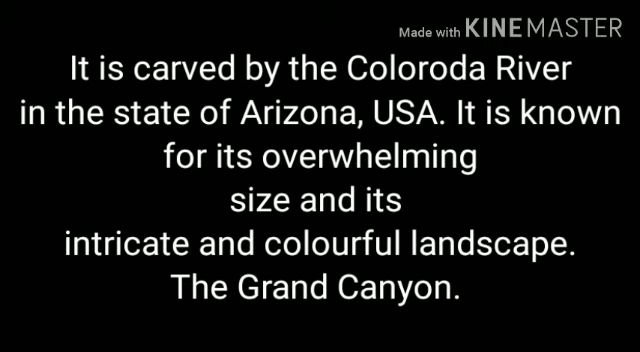 Made with KINEMASTER
It is carved by the Coloroda River
in the state of Arizona, USA. It is known
for its overwhelming
size and its
intricate and colourful landscape.
The Grand Canyon.